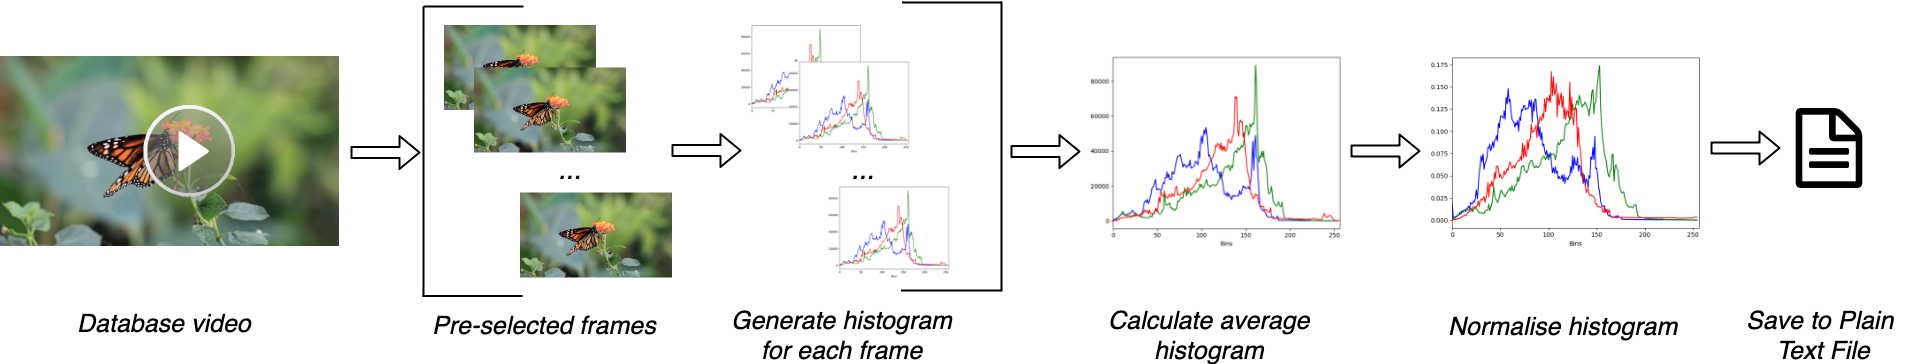 ...
...
80000
60000
40000
20000
0
0 50 100 150 200 250
Bins
0.175
0.150
0.125
0.100
0.075
0.050
0.025
0.000
0 50 100 150 200 250
Bins
Database video
Pre-selected frames
Generate histogram
for each frame
Calculate average
histogram
Normalise histogram
Save to Plain
Text File